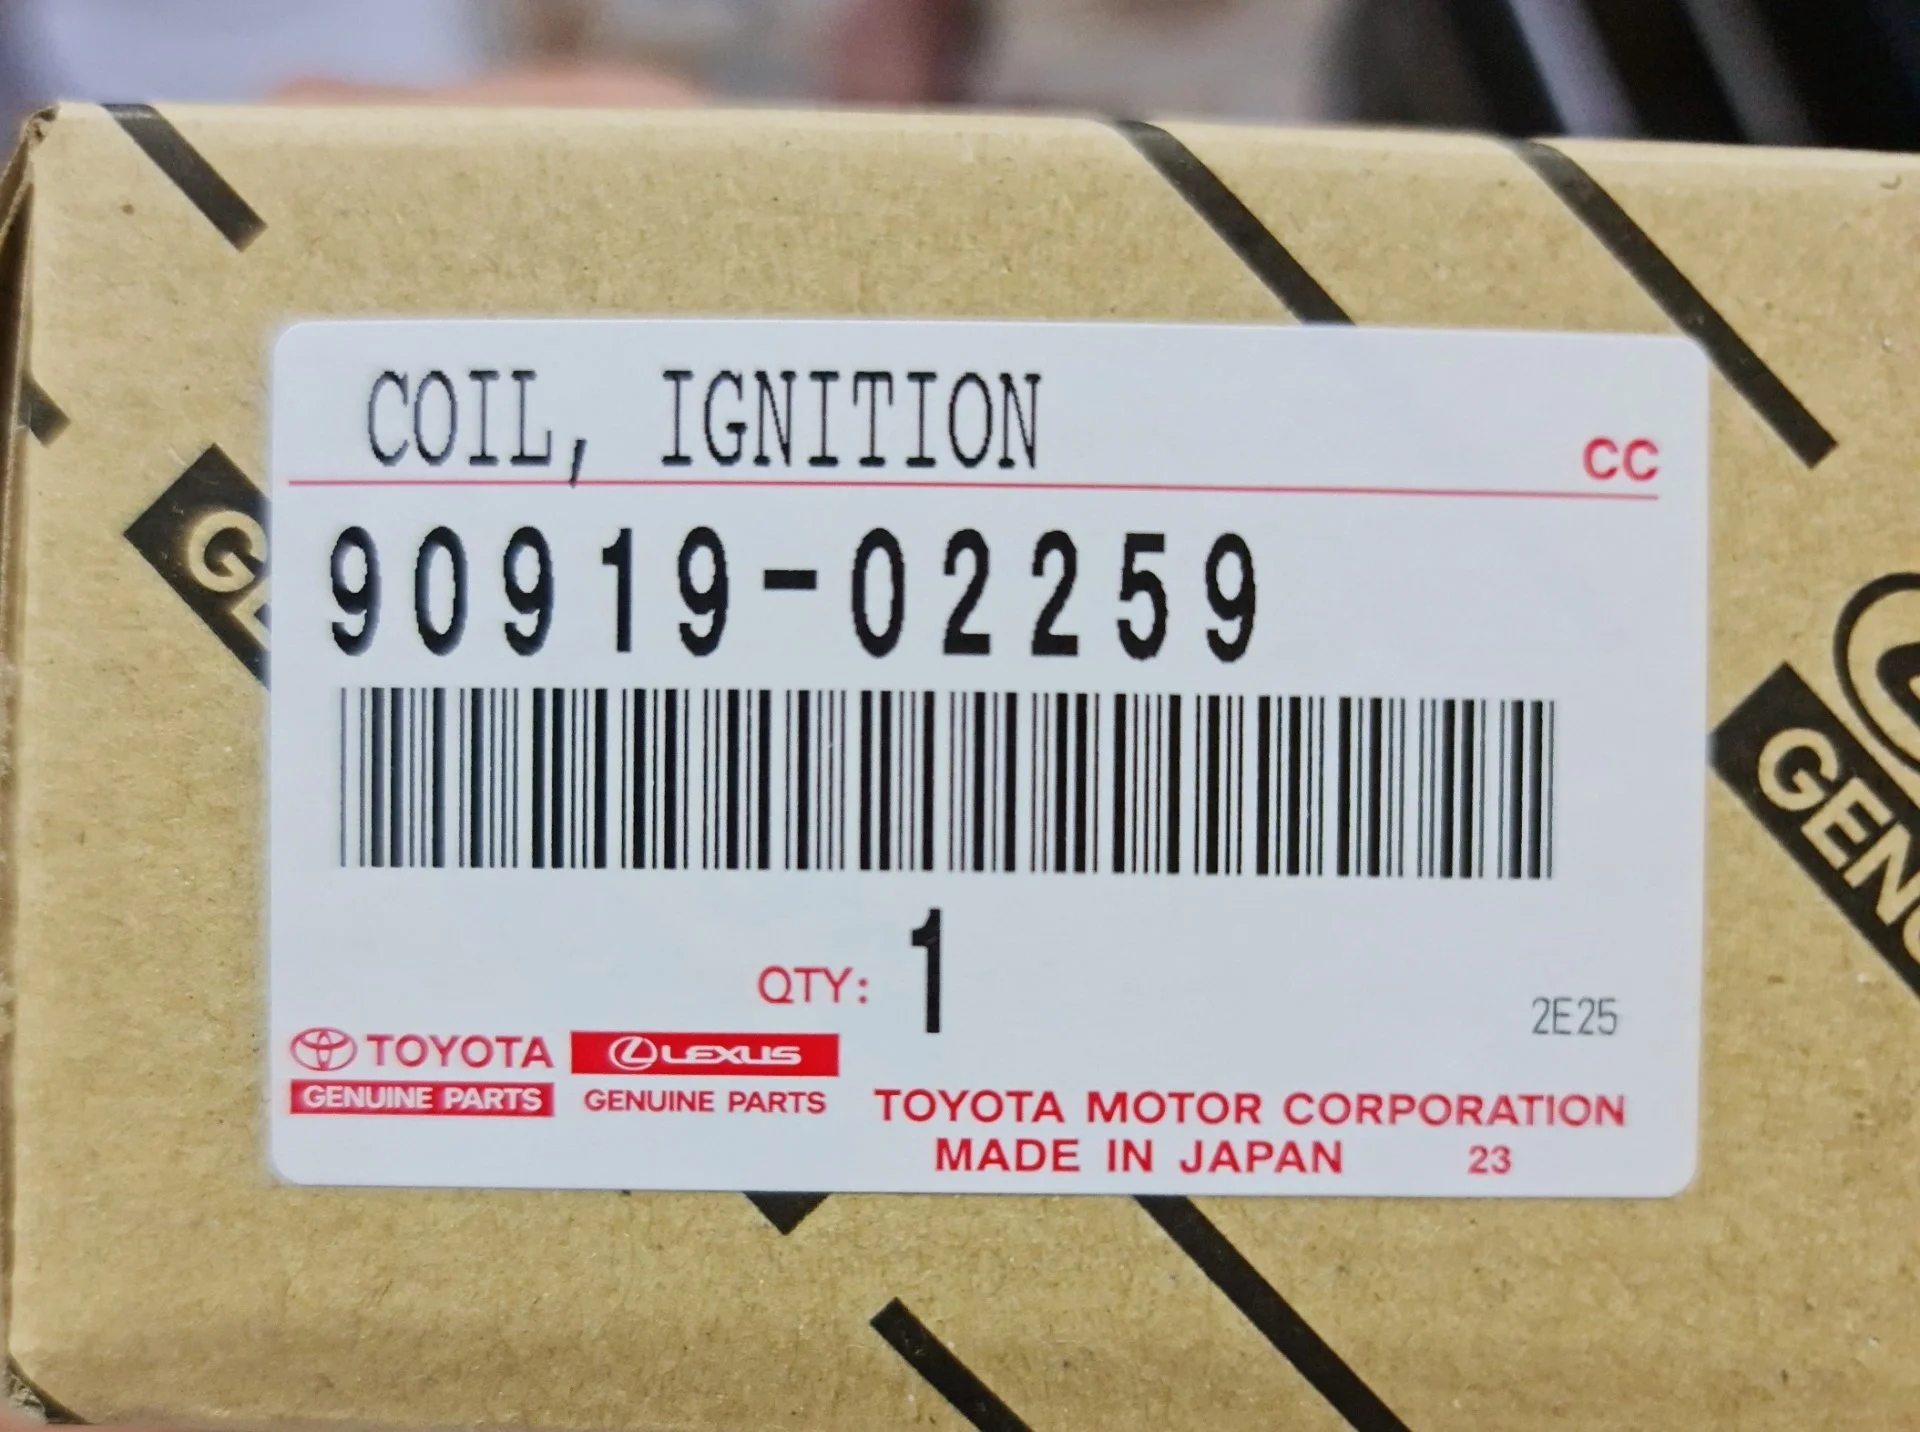 COIL, IGNITION
CC
90919-02259
QTY: 1
2E25
TOYOTA
GENUINE PARTS
LEXUS
GENUINE PARTS
TOYOTA MOTOR CORPORATION
MADE IN JAPAN 23